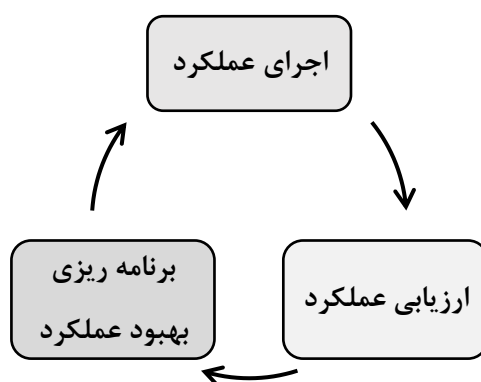 اجرای عملکرد
ارزیابی عملکرد
برنامه ریزی
بهبود عملکرد